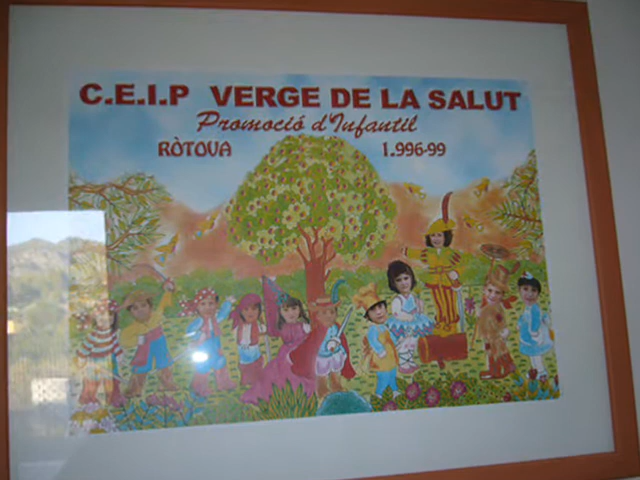 C.E.I.P VERGE DE LA SALUT
Promoció d'Infantil
RÒTOVA 1.996-99